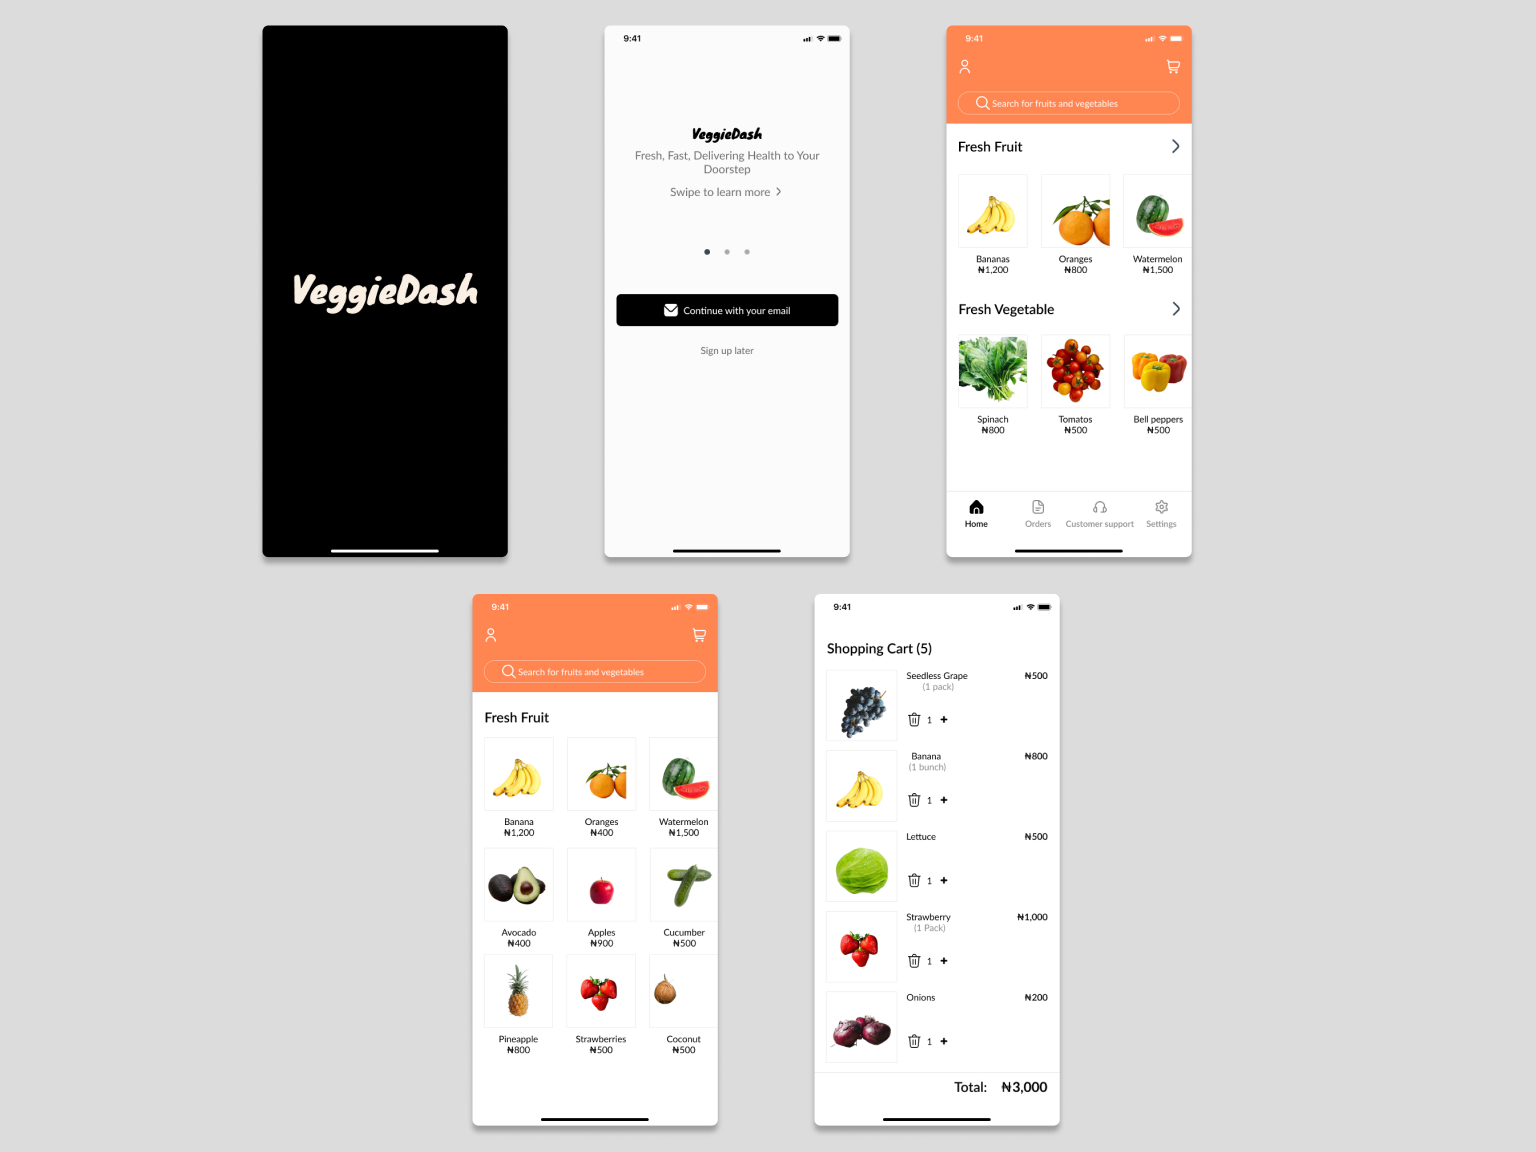 VeggieDash
9:41
VeggieDash
Fresh, Fast, Delivering Health to Your
Doorstep
Swipe to learn more
Continue with your email
Sign up later
9:41
Search for fruits and vegetables
Fresh Fruit
Bananas
₦1,200
Oranges
₦800
Watermelon
₦1,500
Fresh Vegetable
Spinach
₦800
Tomatos
₦500
Bell peppers
₦500
Home
Orders
Customer support
Settings
9:41
Search for fruits and vegetables
Fresh Fruit
Banana
₦1,200
Oranges
₦400
Watermelon
₦1,500
Avocado
₦400
Apples
₦900
Cucumber
₦500
Pineapple
₦800
Strawberries
₦500
Coconut
₦500
9:41
Shopping Cart (5)
Seedless Grape ₦500
(1 pack)
1 +
Banana ₦800
(1 bunch)
1 +
Lettuce ₦500
1 +
Strawberry ₦1,000
(1 Pack)
1 +
Onions ₦200
1 +
Total: ₦3,000